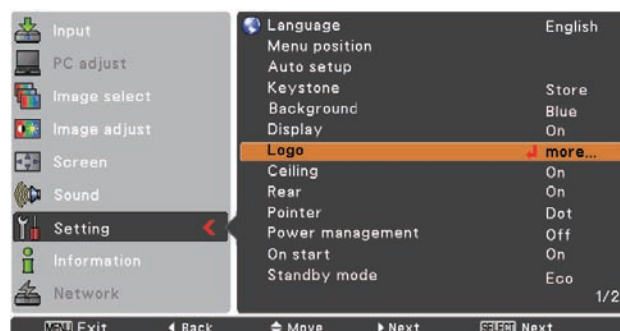 Input
PC adjust
Image select
Image adjust
Screen
Sound
Setting
Information
Network
Language English
Menu position
Auto setup
Keystone Store
Background Blue
Display On
Logo more...
Ceiling On
Rear On
Pointer Dot
Power management Off
On start On
Standby mode Eco
1/2
MENU Exit Back Move Next SELECT Next